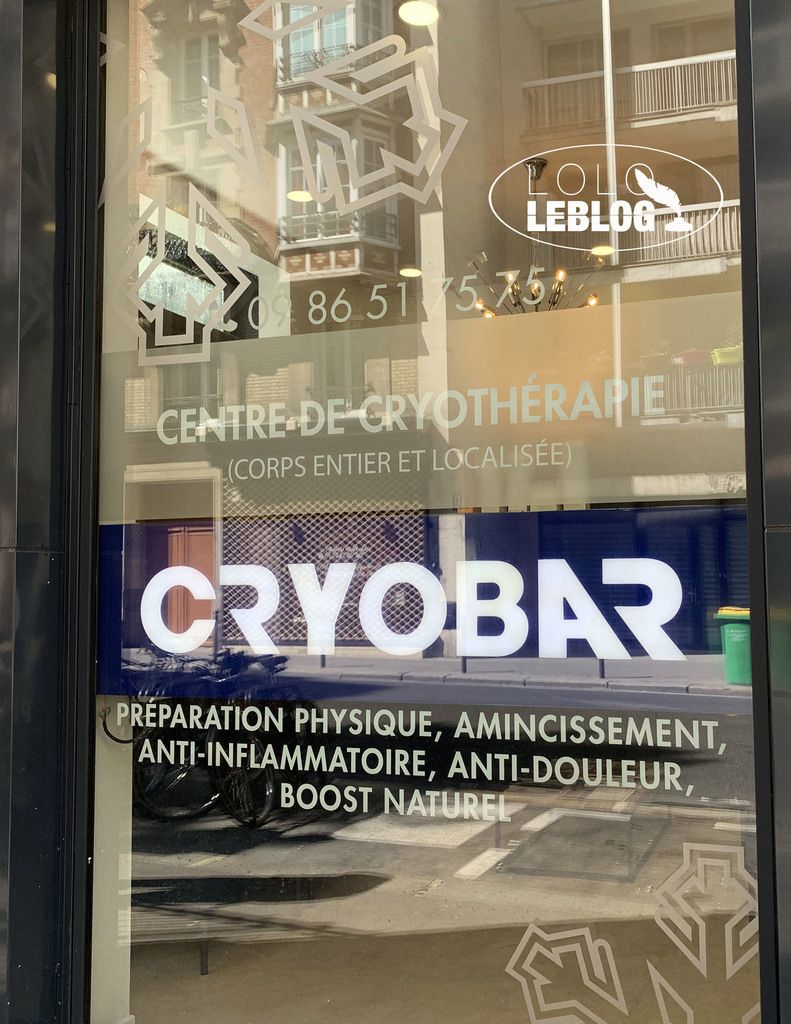 LOLO
LEBLOG
09 86 51 75 75
CENTRE DE CRYOTHÉRAPIE
(CORPS ENTIER ET LOCALISÉE)
CRYOBAR
PRÉPARATION PHYSIQUE, AMINCISSEMENT,
ANTI-INFLAMMATOIRE, ANTI-DOULEUR,
BOOST NATUREL